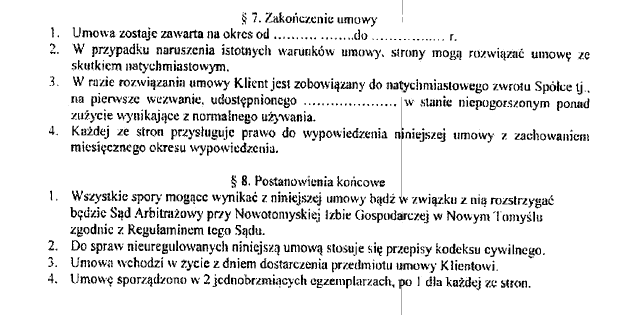 § 7. Zakończenie umowy
1. Umowa zostaje zawarta na okres od ………. ………do ……………… r.
2. W przypadku naruszenia istotnych warunków umowy, strony mogą rozwiązać umowę ze
skutkiem natychmiastowym.
3. W razie rozwiązania umowy Klient jest zobowiązany do natychmiastowego zwrotu Spółce tj.,
na pierwsze wezwanie, udostępnionego ………………… w stanie niepogorszonym ponad
zużycie wynikające z normalnego używania.
4. Każdej ze stron przysługuje prawo do wypowiedzenia niniejszej umowy z zachowaniem
miesięcznego okresu wypowiedzenia.
§ 8. Postanowienia końcowe
1. Wszystkie spory mogące wynikać z niniejszej umowy bądź w związku z nią rozstrzygać
będzie Sąd Arbitrażowy przy Nowotomyskiej Izbie Gospodarczej w Nowym Tomyślu
zgodnie z Regulaminem tego Sądu.
2. Do spraw nieuregulowanych niniejszą umową stosuje się przepisy kodeksu cywilnego.
3. Umowa wchodzi w życie z dniem dostarczenia przedmiotu umowy Klientowi.
4. Umowę sporządzono w 2 jednobrzmiących egzemplarzach, po 1 dla każdej ze stron.